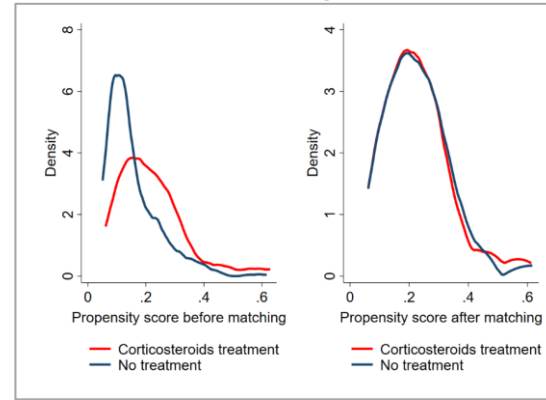 8
6
4
2
0
Density
0
.2
.4
.6
Propensity score before matching
Corticosteroids treatment
No treatment
4
3
2
1
0
Density
0
.2
.4
.6
Propensity score after matching
Corticosteroids treatment
No treatment